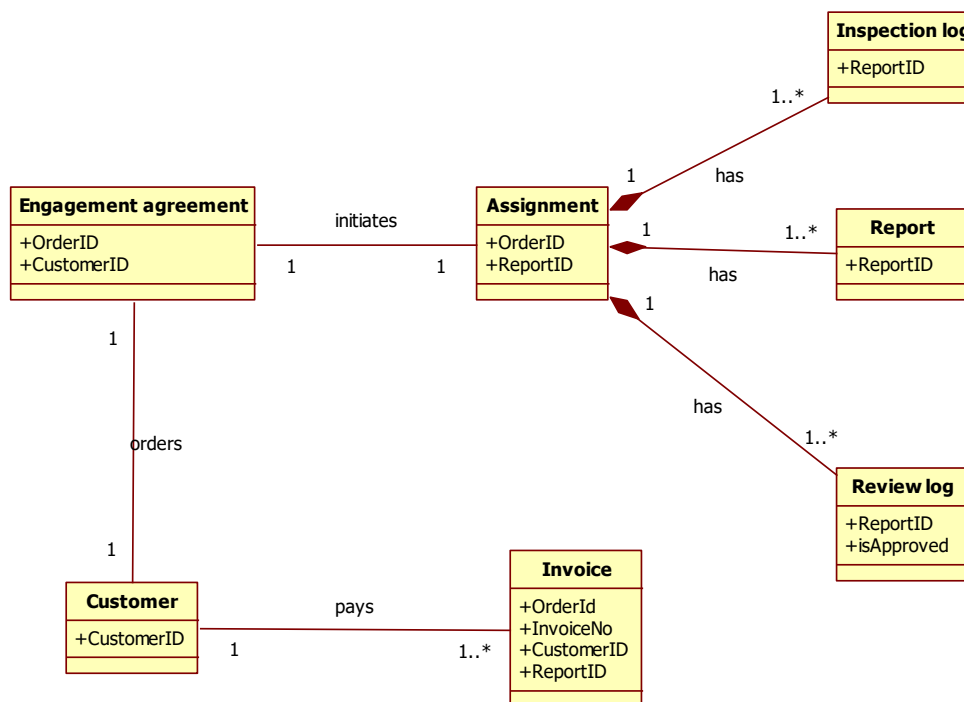 Inspection log
+ReportID
1..*
1
has
Engagement agreement
+OrderID
+CustomerID
initiates
1
1
Assignment
+OrderID
+ReportID
1
1..*
has
Report
+ReportID
1
has
1..*
Review log
+ReportID
+isApproved
1
orders
1
Customer
+CustomerID
pays
1
1..*
Invoice
+OrderId
+InvoiceNo
+CustomerID
+ReportID